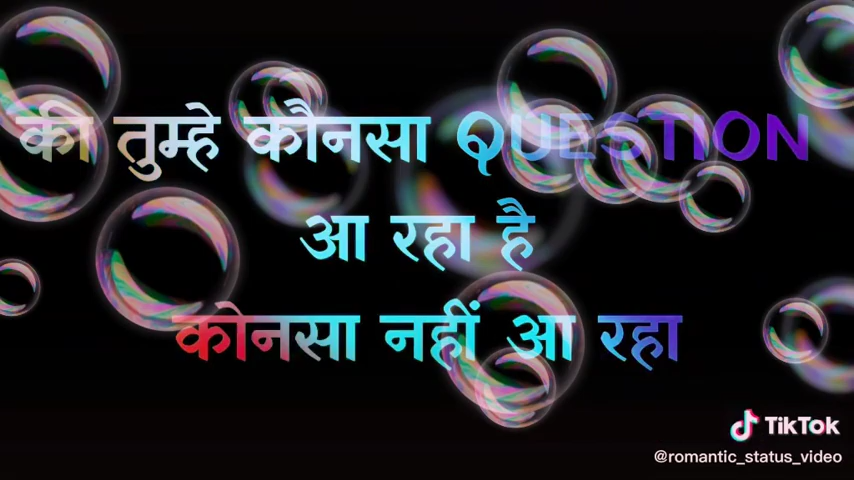 की तुम्हे कौनसा QUESTION
आ रहा है
कोनसा नहीं आ रहा
TikTok
@romantic_status_video